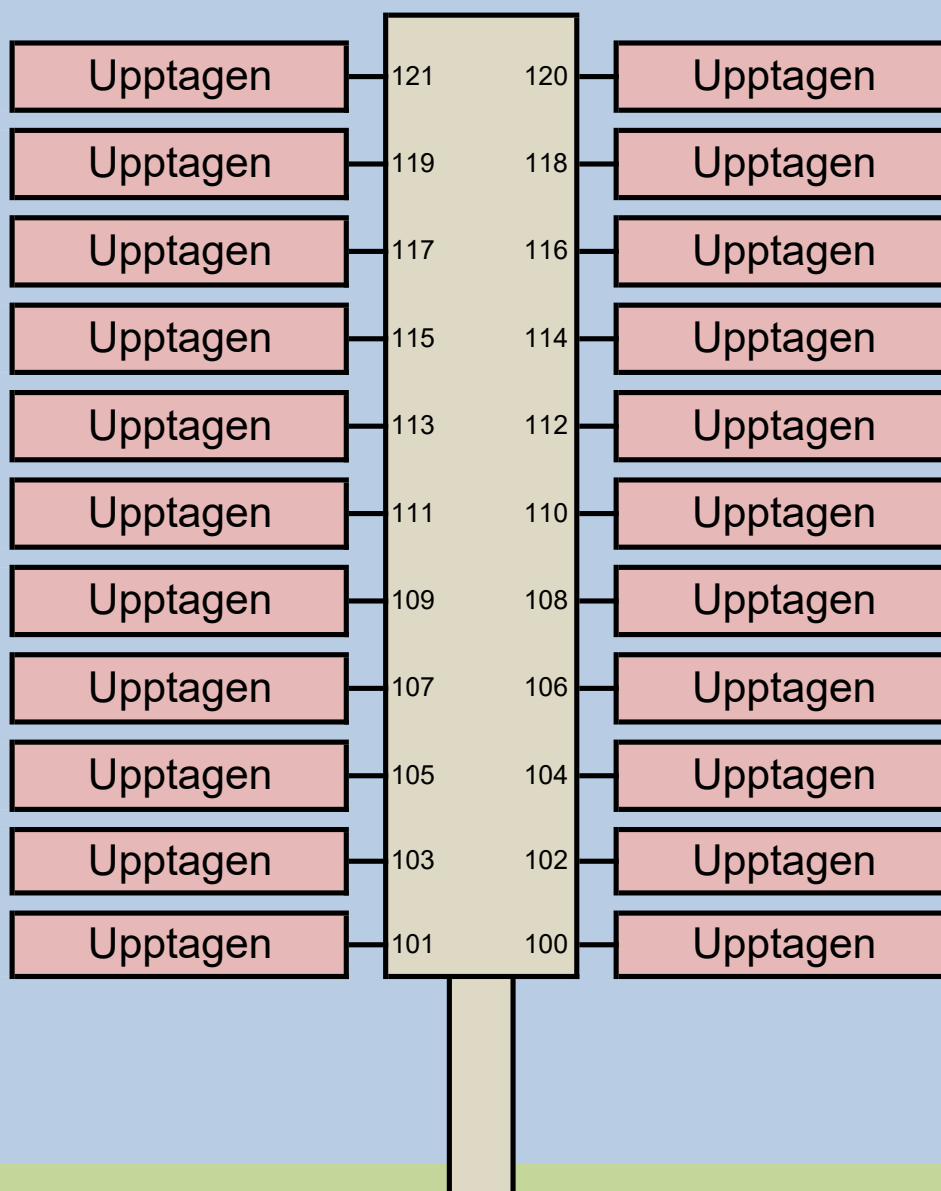 Upptagen 121 120 Upptagen
Upptagen 119 118 Upptagen
Upptagen 117 116 Upptagen
Upptagen 115 114 Upptagen
Upptagen 113 112 Upptagen
Upptagen 111 110 Upptagen
Upptagen 109 108 Upptagen
Upptagen 107 106 Upptagen
Upptagen 105 104 Upptagen
Upptagen 103 102 Upptagen
Upptagen 101 100 Upptagen